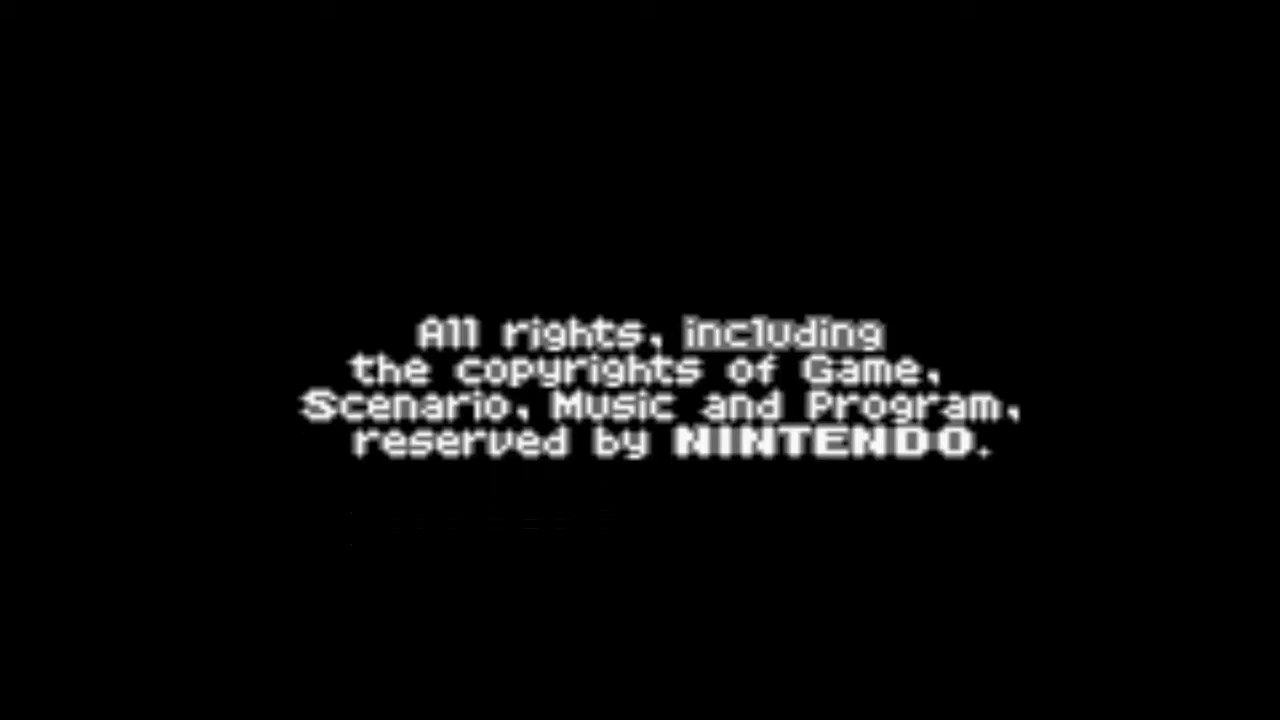 All rights, including
the copyrights of Game,
Scenario, Music and Program,
reserved by NINTENDO.